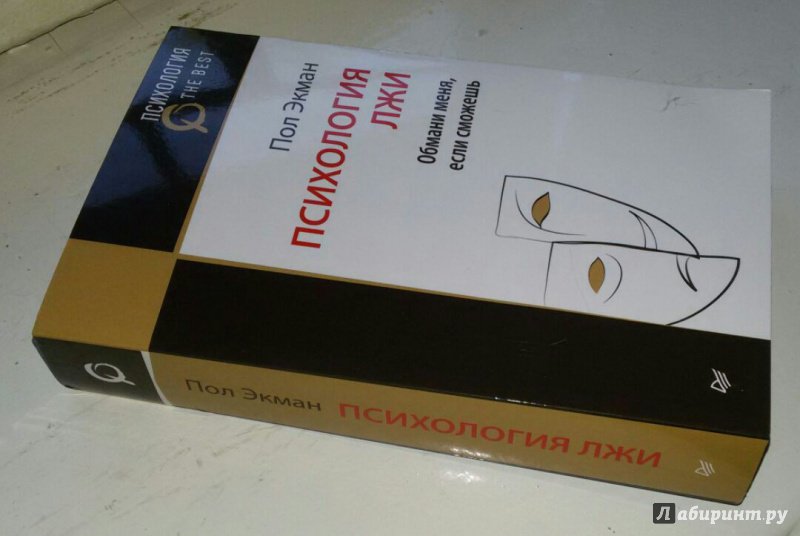 ПСИХОЛОГИЯ
THE BEST
Пол Экман
ПСИХОЛОГИЯ
ЛЖИ
Обмани меня,
если сможешь
Пол Экман ПСИХОЛОГИЯ ЛЖИ
Лабиринт.ру